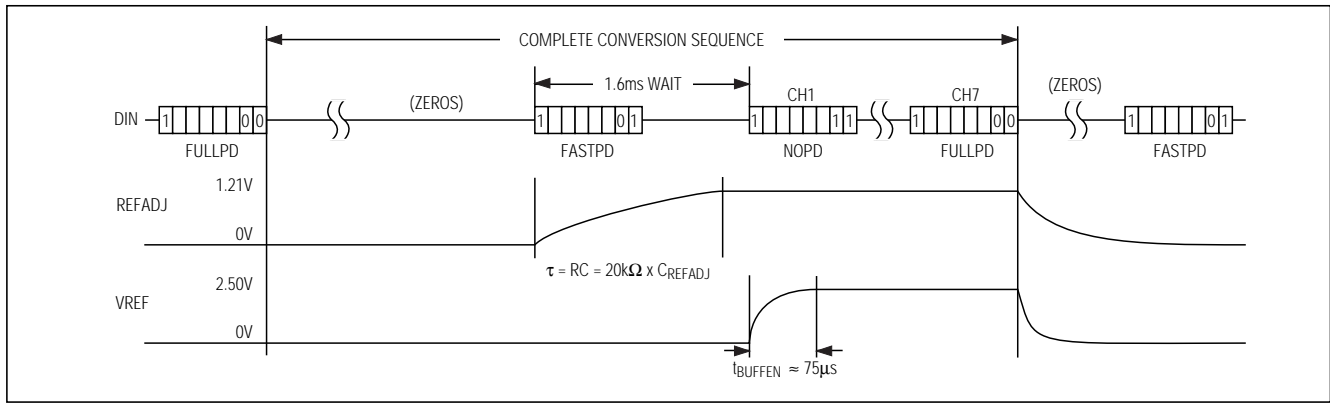 COMPLETE CONVERSION SEQUENCE
1.6ms WAIT
(ZEROS) CH1 CH7 (ZEROS)
DIN 1 0 0 1 0 1 1 1 1 1 0 0 1 0 1
FULLPD FASTPD NOPD FULLPD FASTPD
1.21V
REFADJ
0V
τ = RC = 20kΩ x CREFADJ
2.50V
VREF
0V
tBUFFEN ≈ 75µs